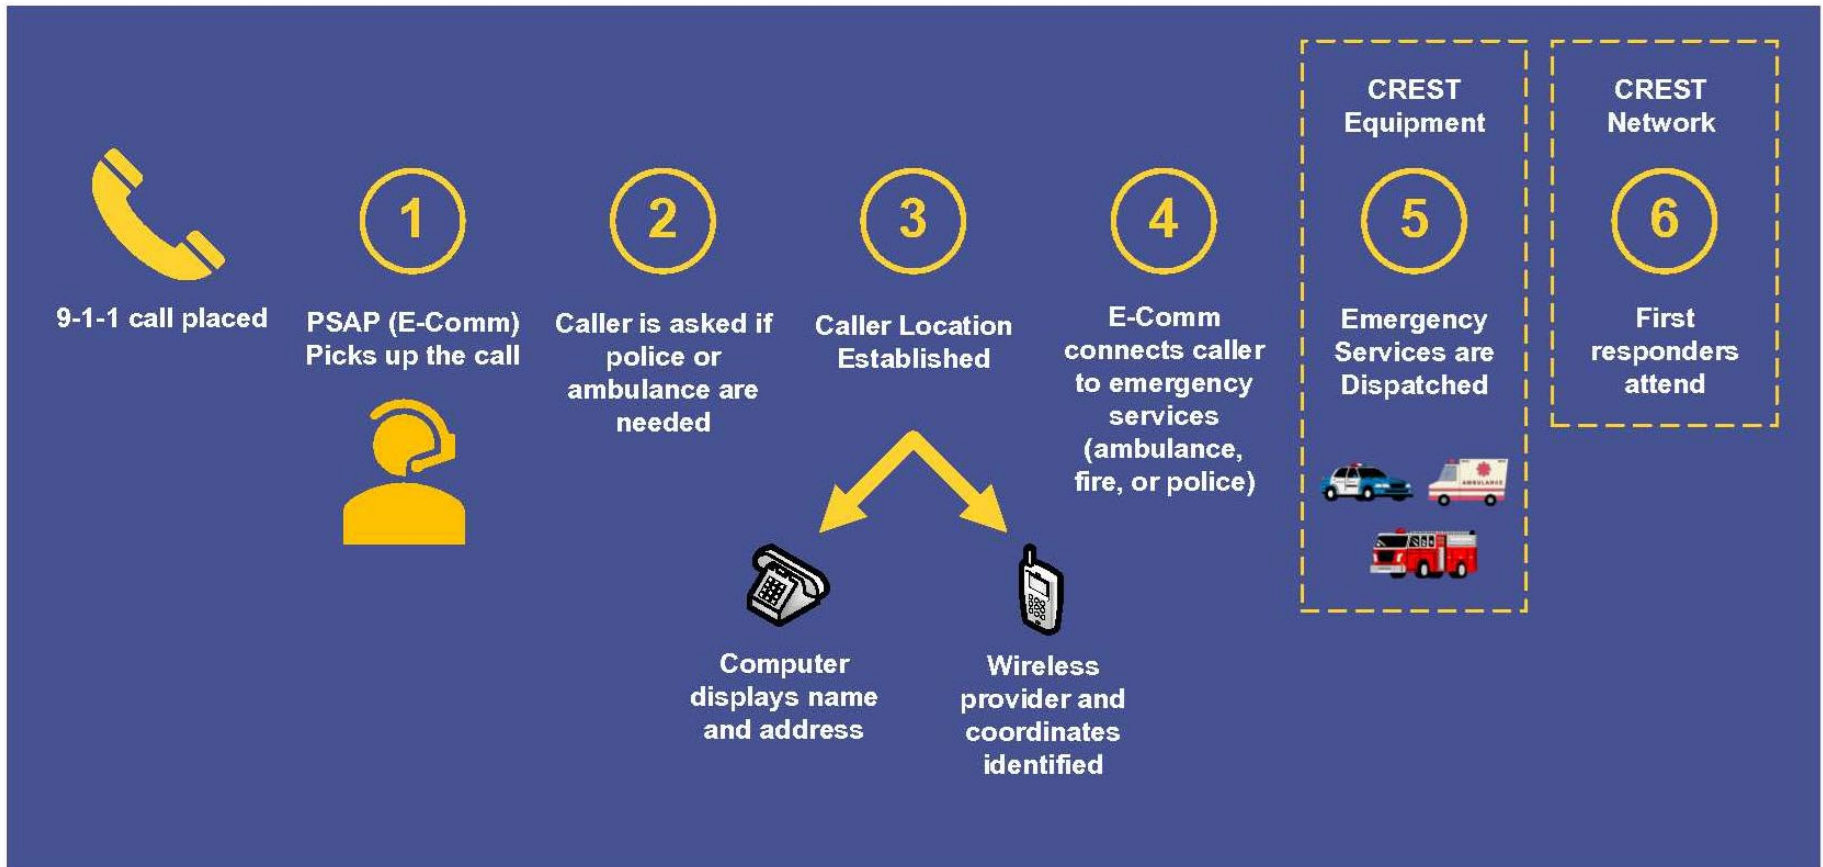 9-1-1 call placed
1
PSAP (E-Comm)
Picks up the call
2
Caller is asked if
police or
ambulance are
needed
3
Caller Location
Established
Computer
displays name
and address
Wireless
provider and
coordinates
identified
4
E-Comm
connects caller
to emergency
services
(ambulance,
fire, or police)
CREST
Equipment
5
Emergency
Services are
Dispatched
AMBULANCE
CREST
Network
6
First
responders
attend